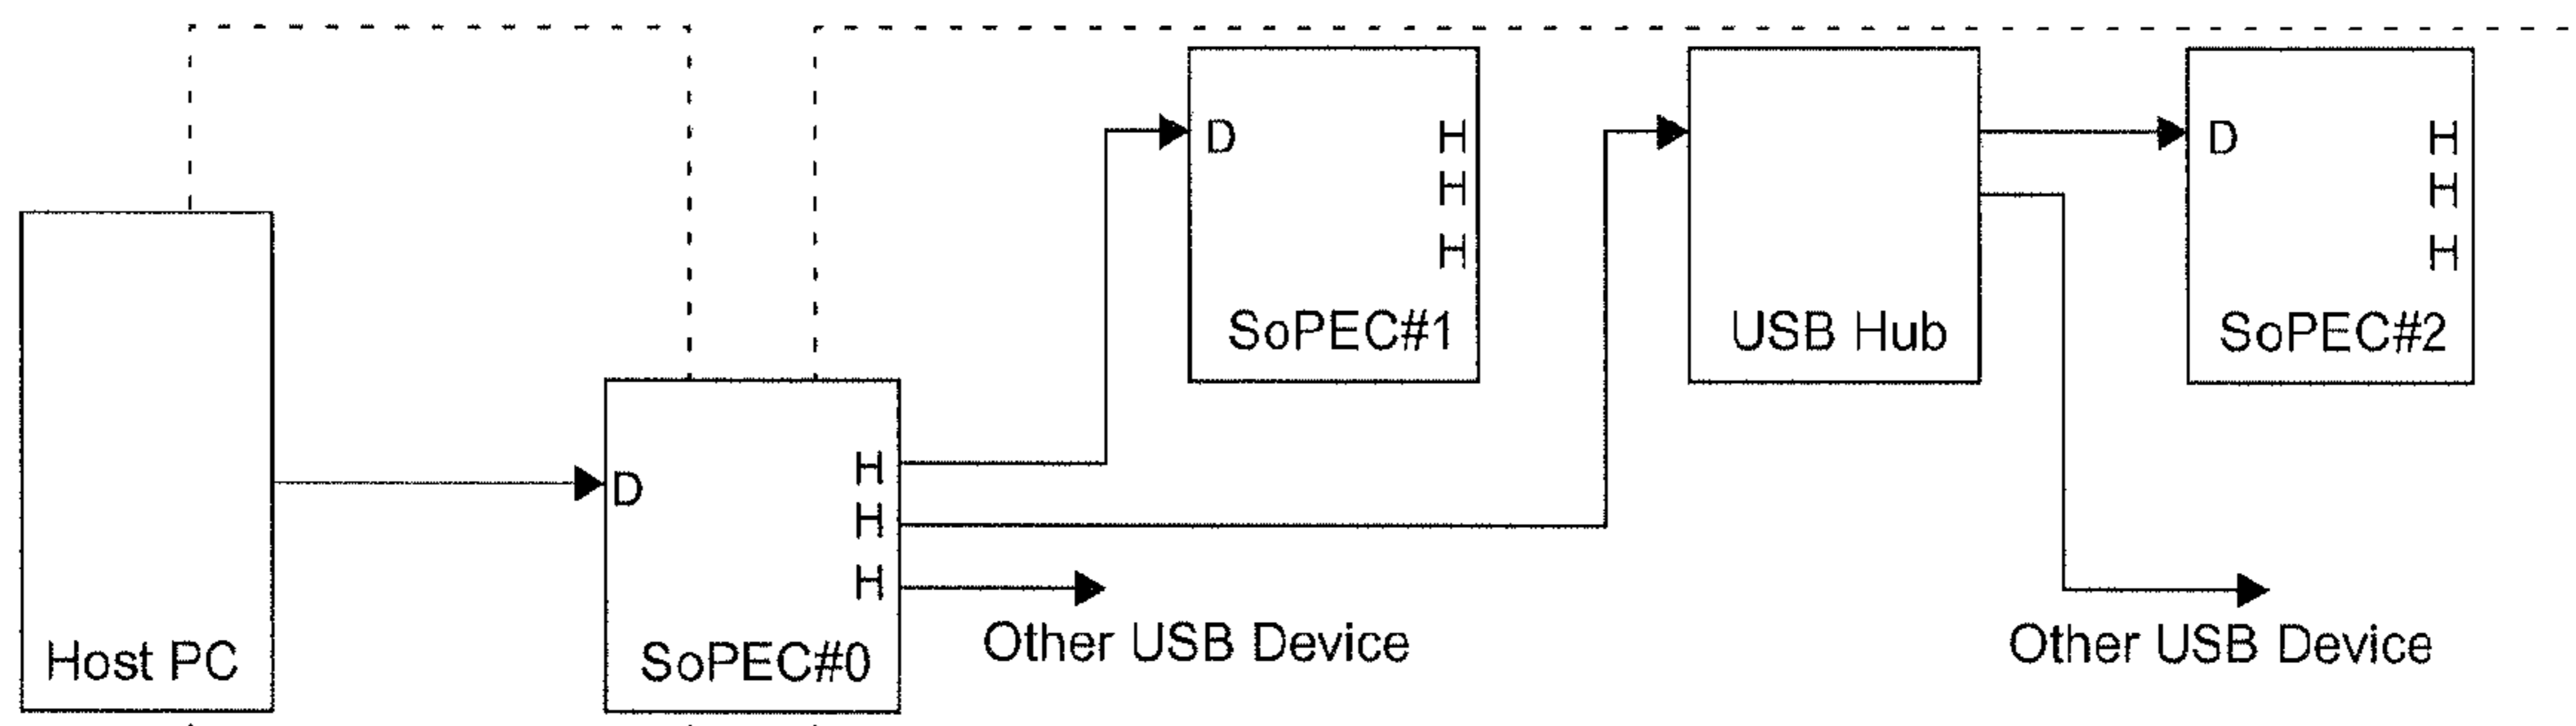 D
H
H
H
SoPEC#1
USB Hub
D
H
H
H
SoPEC#2
Host PC
D
H
H
H
SoPEC#0
Other USB Device
Other USB Device